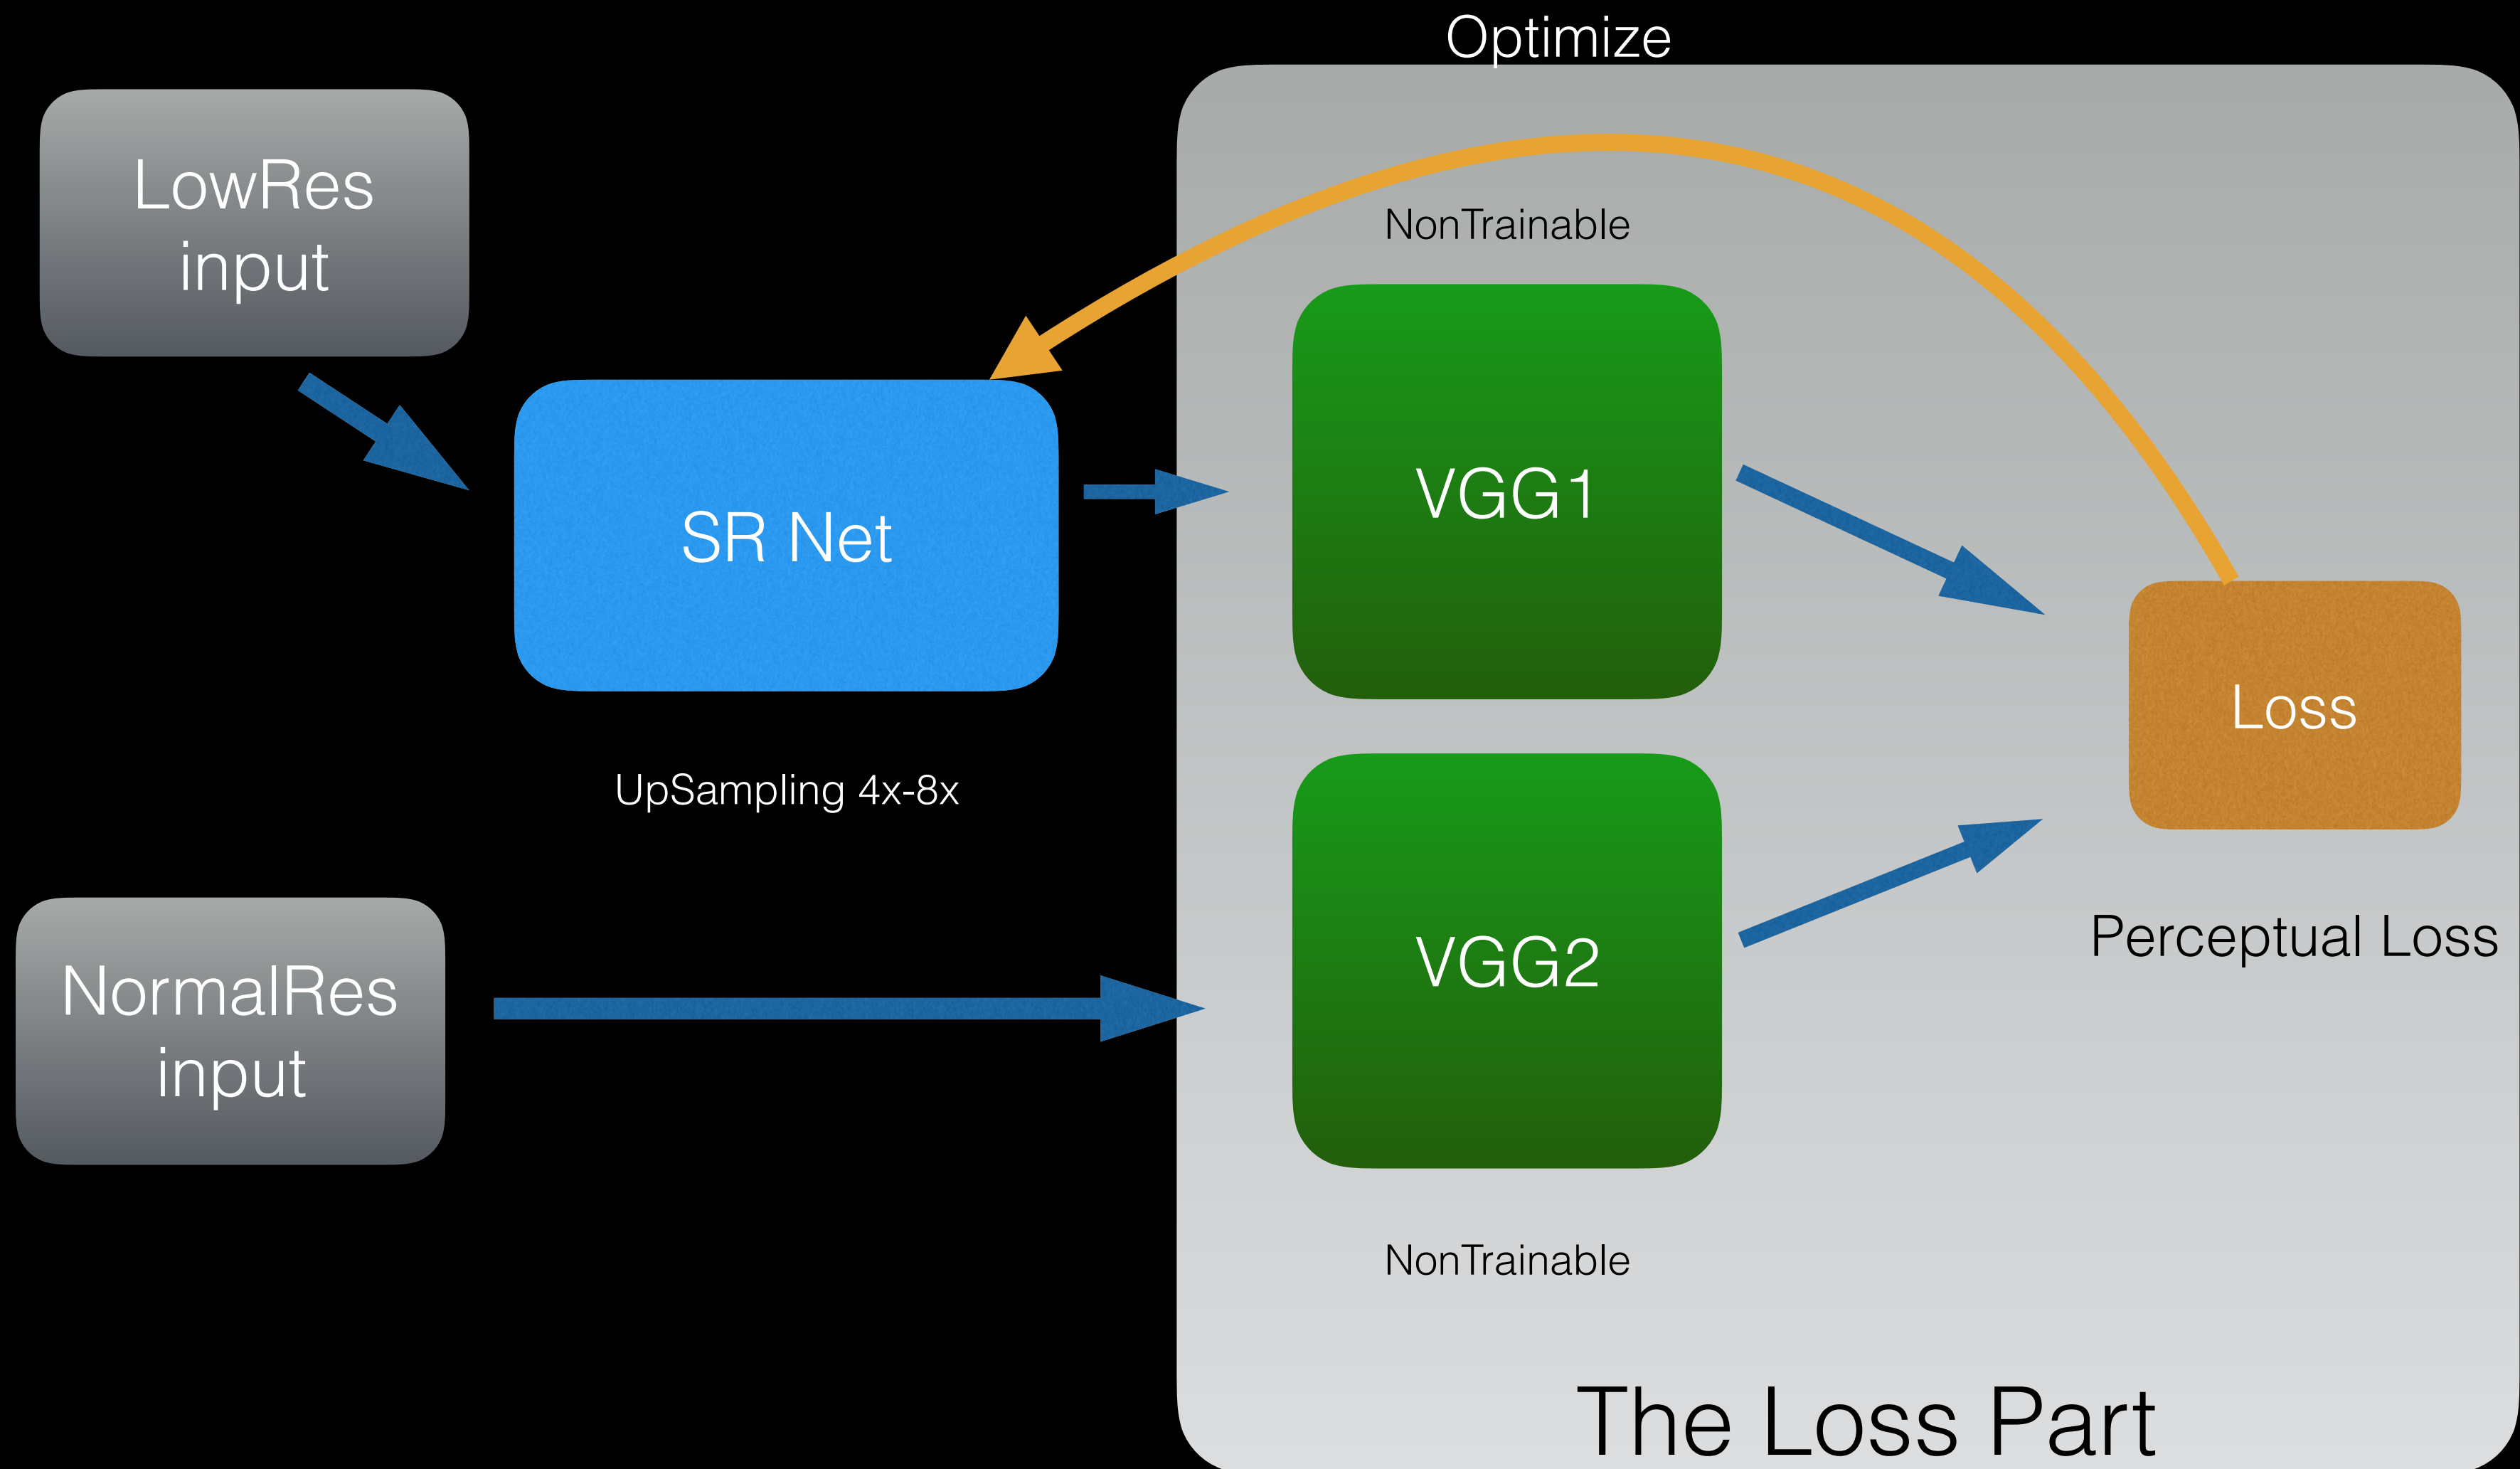 Optimize
LowRes
input
NonTrainable
VGG1
SR Net
Loss
UpSampling 4x-8x
Perceptual Loss
NormalRes
input
VGG2
NonTrainable
The Loss Part